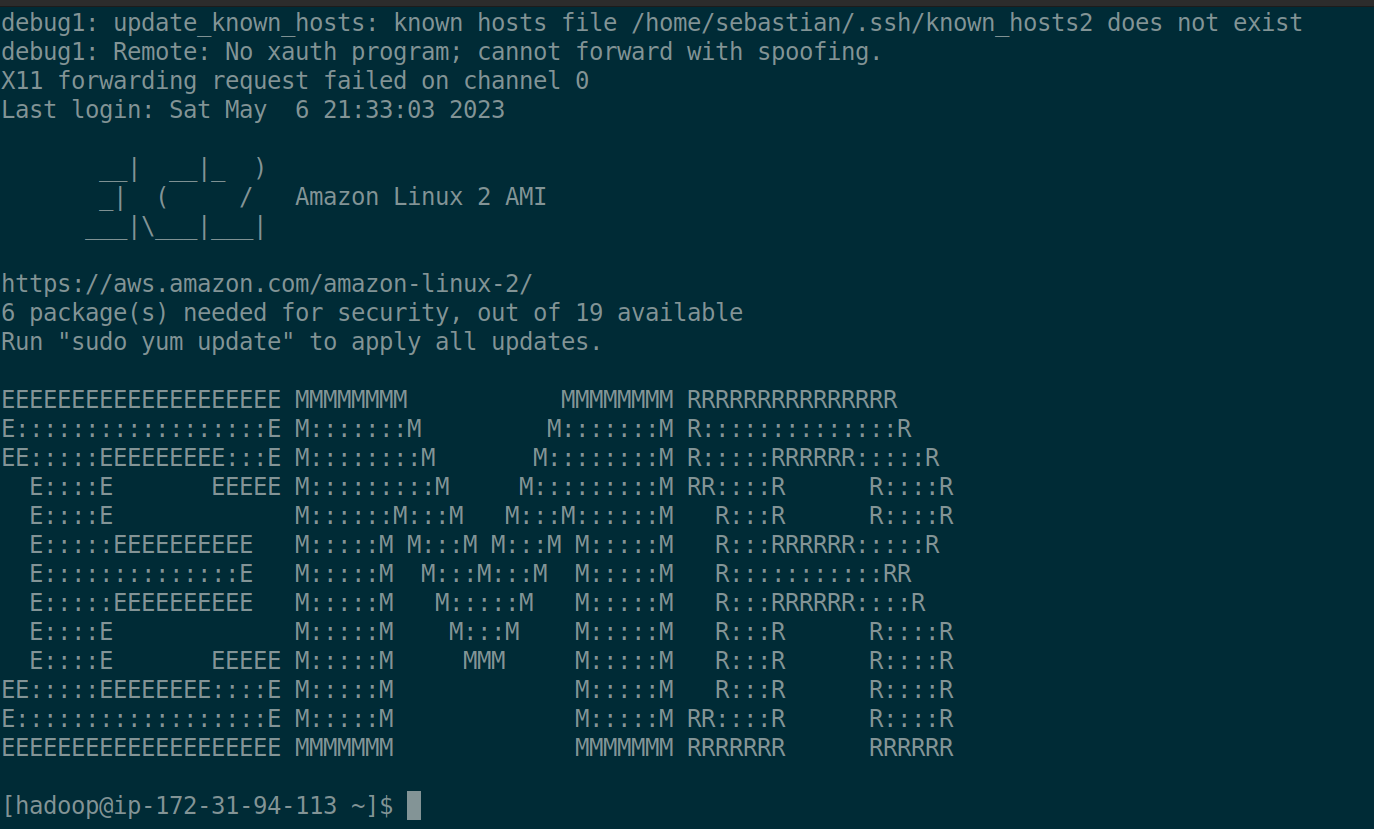 debug1: update_known_hosts: known hosts file /home/sebastian/.ssh/known_hosts2 does not exist
debug1: Remote: No xauth program; cannot forward with spoofing.
X11 forwarding request failed on channel 0
Last login: Sat May  6 21:33:03 2023

       __|  __|_  )
       _|  (     /   Amazon Linux 2 AMI
      ___|\___|___|

https://aws.amazon.com/amazon-linux-2/
6 package(s) needed for security, out of 19 available
Run "sudo yum update" to apply all updates.

EEEEEEEEEEEEEEEEEEEE MMMMMMMM           MMMMMMMM RRRRRRRRRRRRRRR
E::::::::::::::::::E M:::::::M         M:::::::M R::::::::::::::R
EE:::::EEEEEEEEE:::E M::::::::M       M::::::::M R:::::RRRRRR:::::R
  E::::E       EEEEE M:::::::::M     M:::::::::M RR::::R      R::::R
  E::::E             M::::::M:::M   M:::M::::::M   R:::R      R::::R
  E:::::EEEEEEEEEE   M:::::M M:::M M:::M M:::::M   R:::RRRRRR:::::R
  E::::::::::::::E   M:::::M  M:::M:::M  M:::::M   R:::::::::::RR
  E:::::EEEEEEEEEE   M:::::M   M:::::M   M:::::M   R:::RRRRRR::::R
  E::::E             M:::::M    M:::M    M:::::M   R:::R      R::::R
  E::::E       EEEEE M:::::M     MMM     M:::::M   R:::R      R::::R
EE:::::EEEEEEEE::::E M:::::M             M:::::M   R:::R      R::::R
E::::::::::::::::::E M:::::M             M:::::M RR::::R      R::::R
EEEEEEEEEEEEEEEEEEEE MMMMMMM             MMMMMMM RRRRRRR      RRRRRR

[hadoop@ip-172-31-94-113 ~]$